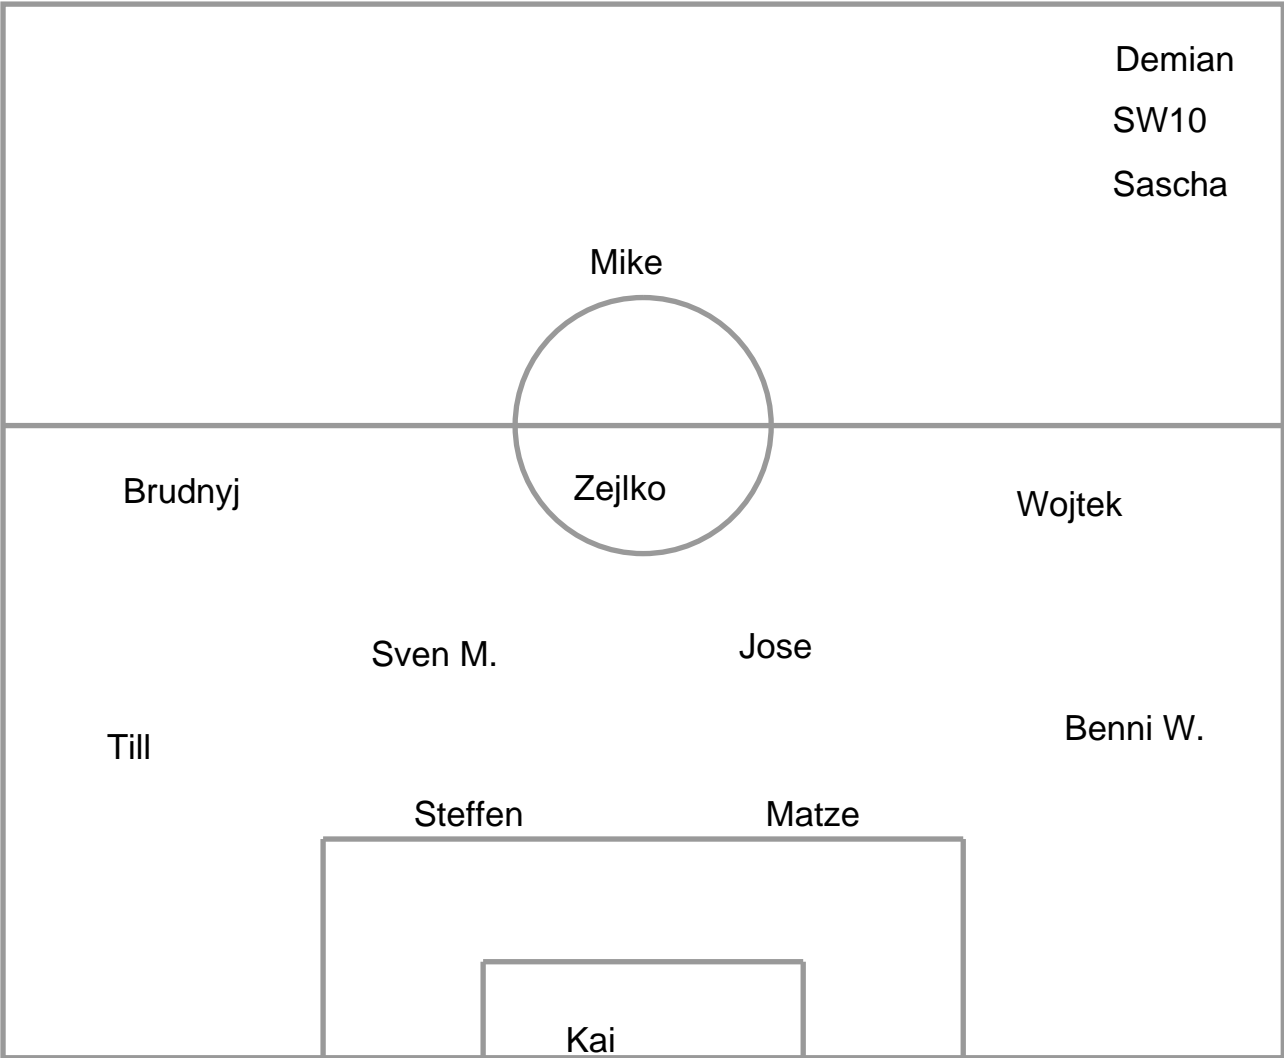 Demian
SW10
Sascha
Mike
Brudnyj
Zejlko
Wojtek
Sven M.
Jose
Till
Benni W.
Steffen
Matze
Kai